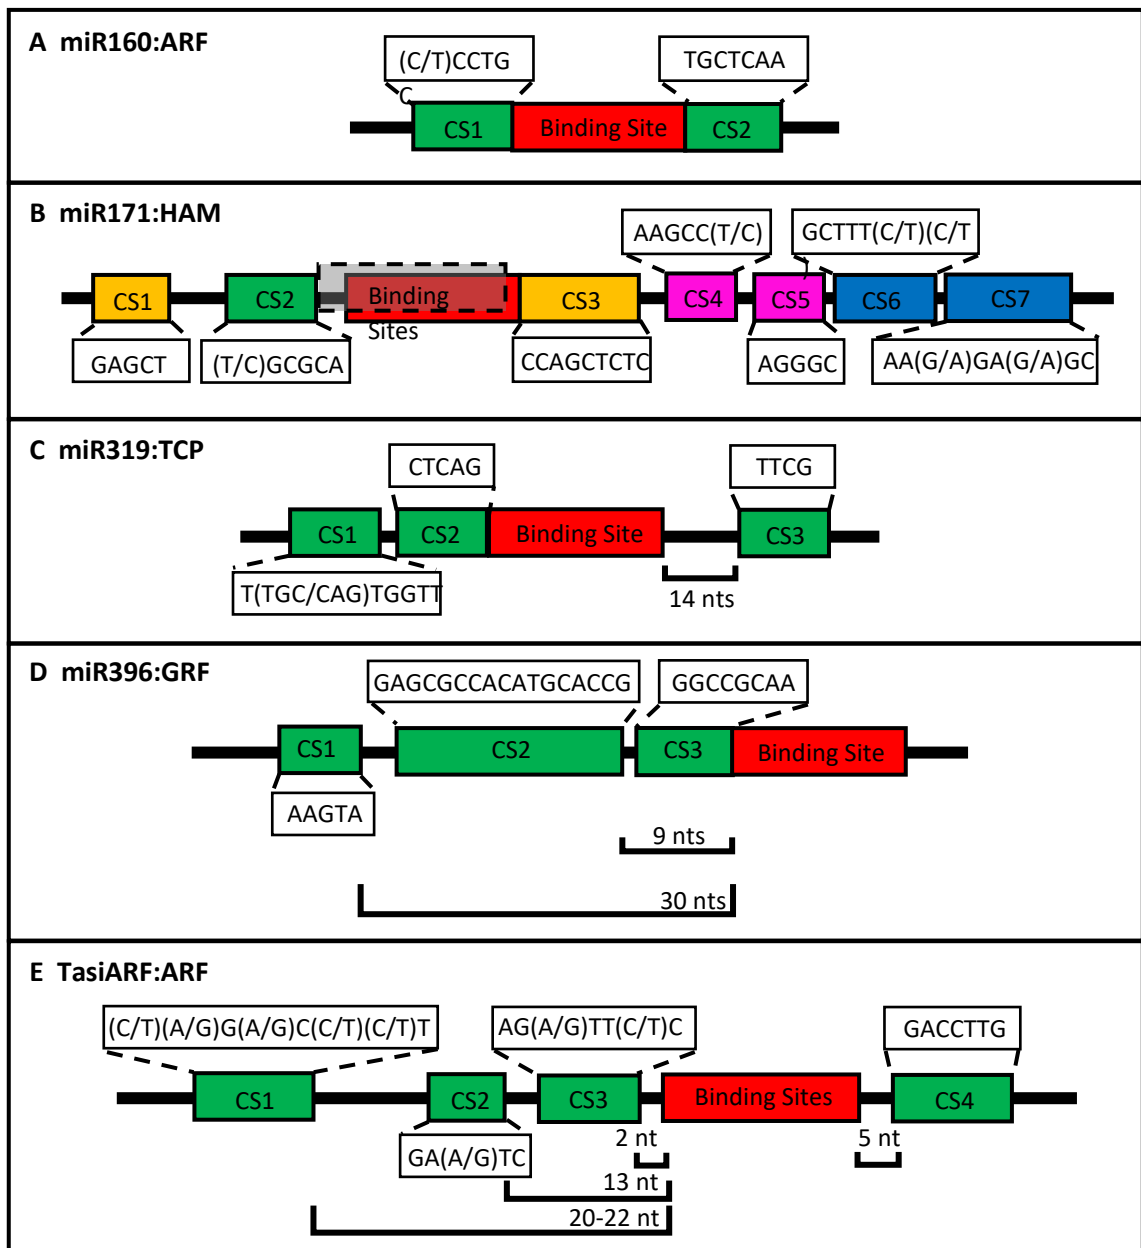 A miR160:ARF
(C/T)CCTG
C
TGCTCAA
CS1
Binding Site
CS2
B miR171:HAM
AAGCC(T/C)
GCTTT(C/T)(C/T
)
CS1
CS2
Binding
Sites
CS3
CS4
CS5
CS6
CS7
GAGCT
(T/C)GCGCA
CCAGCTCTC
AGGGC
AA(G/A)GA(G/A)GC
C miR319:TCP
CTCAG
TTCG
CS1
CS2
Binding Site
CS3
T(TGC/CAG)TGGTT
14 nts
D miR396:GRF
GAGCGCCACATGCACCG
GGCCGCAA
CS1
CS2
CS3
Binding Site
AAGTA
9 nts
30 nts
E TasiARF:ARF
(C/T)(A/G)G(A/G)C(C/T)(C/T)T
AG(A/G)TT(C/T)C
GACCTTG
CS1
CS2
CS3
Binding Sites
CS4
GA(A/G)TC
2 nt
5 nt
13 nt
20-22 nt